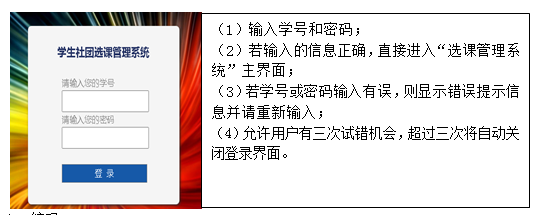 学生社团选课管理系统
请输入您的学号
请输入您的密码
登 录
（1）输入学号和密码；
（2）若输入的信息正确，直接进入“选课管理系
统”主界面；
（3）若学号或密码输入有误，则显示错误提示信
息并请重新输入；
（4）允许用户有三次试错机会，超过三次将自动关
闭登录界面。